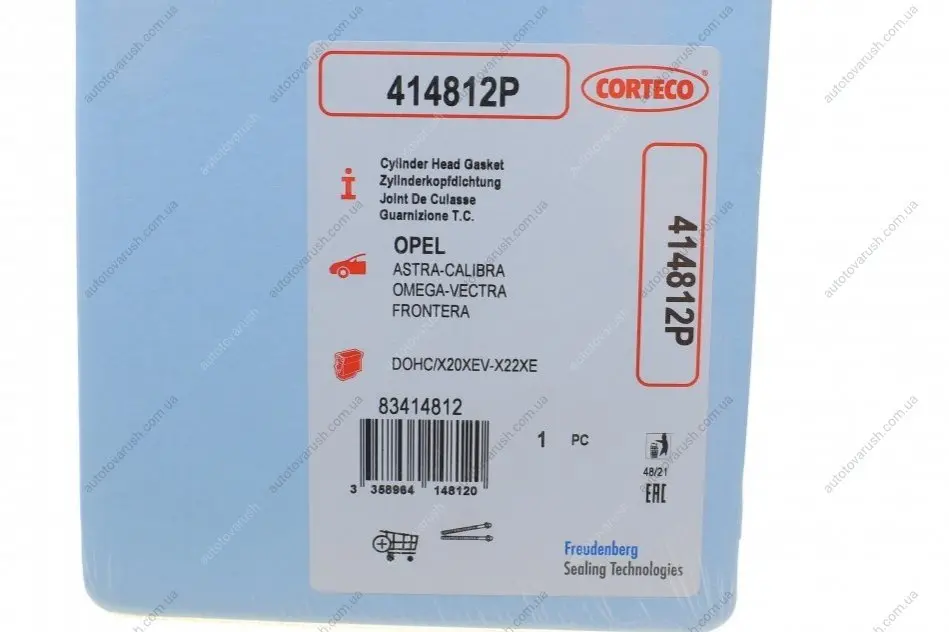 414812P
CORTECO®
Cylinder Head Gasket
Zylinderkopfdichtung
Joint De Culasse
Guarnizione T.C.
414812P
OPEL
ASTRA-CALIBRA
OMEGA-VECTRA
FRONTERA
DOHC/X20XEV-X22XE
83414812
1 PC
3 358964 148120
48/21
EAC
Freudenberg
Sealing Technologies
autotovarush.com.ua